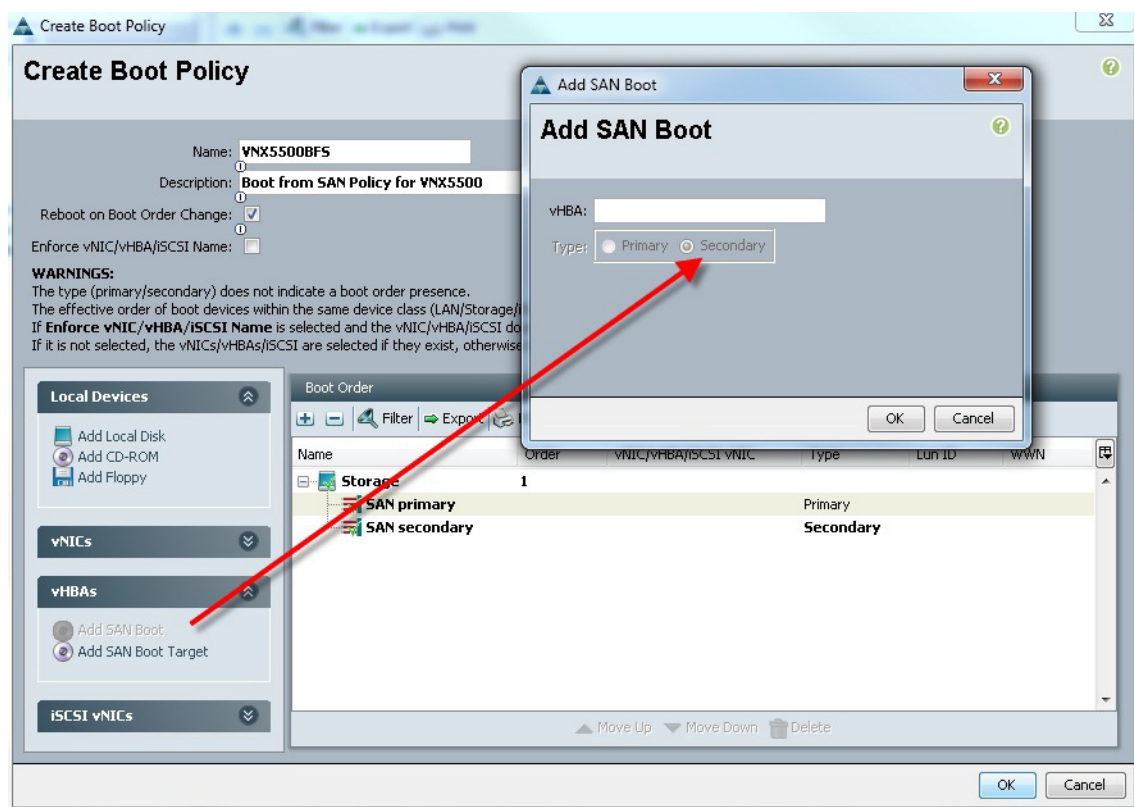 Create Boot Policy
Create Boot Policy
Name: VNX5500BFS
Description: Boot from SAN Policy for VNX5500
Reboot on Boot Order Change:
Enforce vNIC/vHBA/iSCSI Name:
WARNINGS:
The type (primary/secondary) does not indicate a boot order presence.
The effective order of boot devices within the same device class (LAN/Storage/
If Enforce vNIC/vHBA/iSCSI Name is selected and the vNIC/vHBA/iSCSI do
If it is not selected, the vNICs/vHBAs/iSCSI are selected if they exist, otherwise
Add SAN Boot
Add SAN Boot
vHBA:
Type: Primary Secondary
OK Cancel
Local Devices
Add Local Disk
Add CD-ROM
Add Floppy
vNICs
vHBAs
Add SAN Boot
Add SAN Boot Target
iSCSI vNICs
Boot Order
Filter Export
Name Order vNIC/vHBA/iSCSI vNIC Type Lun ID WWN
Storage 1
SAN primary Primary
SAN secondary Secondary
Move Up Move Down Delete
OK Cancel